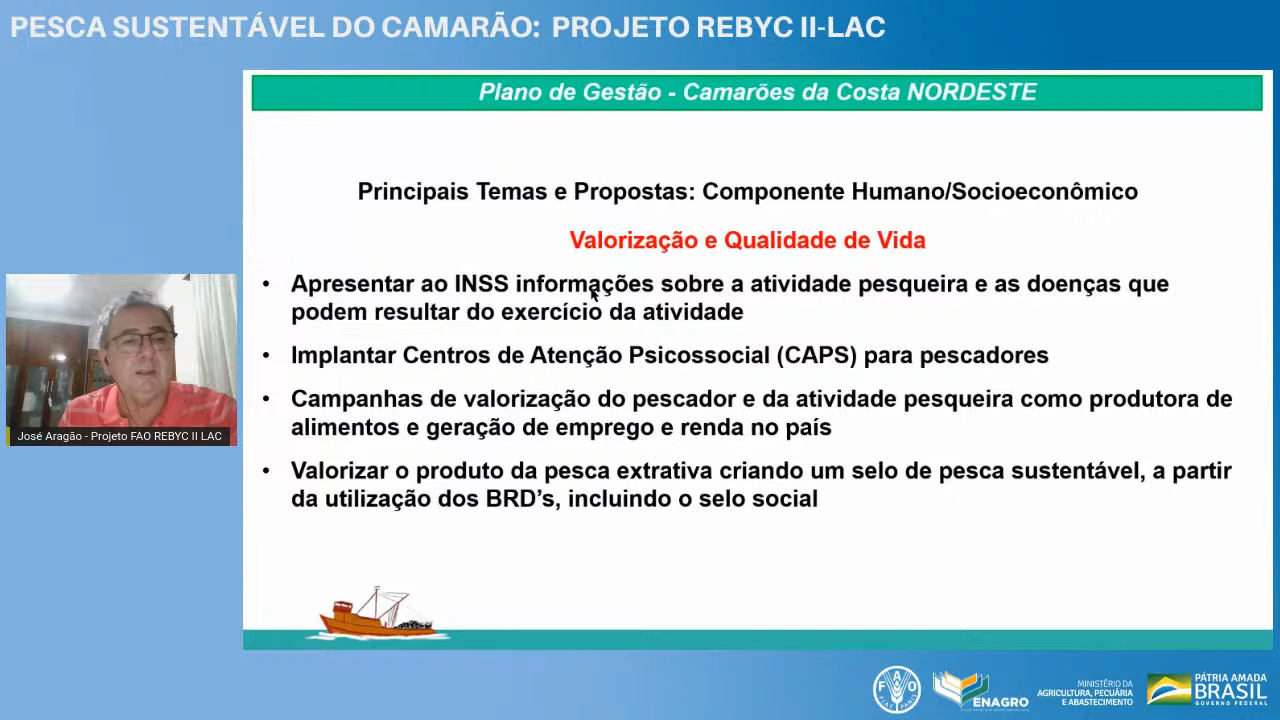 PESCA SUSTENTÁVEL DO CAMARÃO: PROJETO REBYC II-LAC
Plano de Gestão - Camarões da Costa NORDESTE
Principais Temas e Propostas: Componente Humano/Socioeconômico
Valorização e Qualidade de Vida
• Apresentar ao INSS informações sobre a atividade pesqueira e as doenças que
podem resultar do exercício da atividade
• Implantar Centros de Atenção Psicossocial (CAPS) para pescadores
• Campanhas de valorização do pescador e da atividade pesqueira como produtora de
alimentos e geração de emprego e renda no país
• Valorizar o produto da pesca extrativa criando um selo de pesca sustentável, a partir
da utilização dos BRD’s, incluindo o selo social
José Aragão - Projeto FAO REBYC II LAC
FAO
FIAT PANIS
ENAGRO
MINISTÉRIO DA
AGRICULTURA, PECUÁRIA
E ABASTECIMENTO
PÁTRIA AMADA
BRASIL
GOVERNO FEDERAL